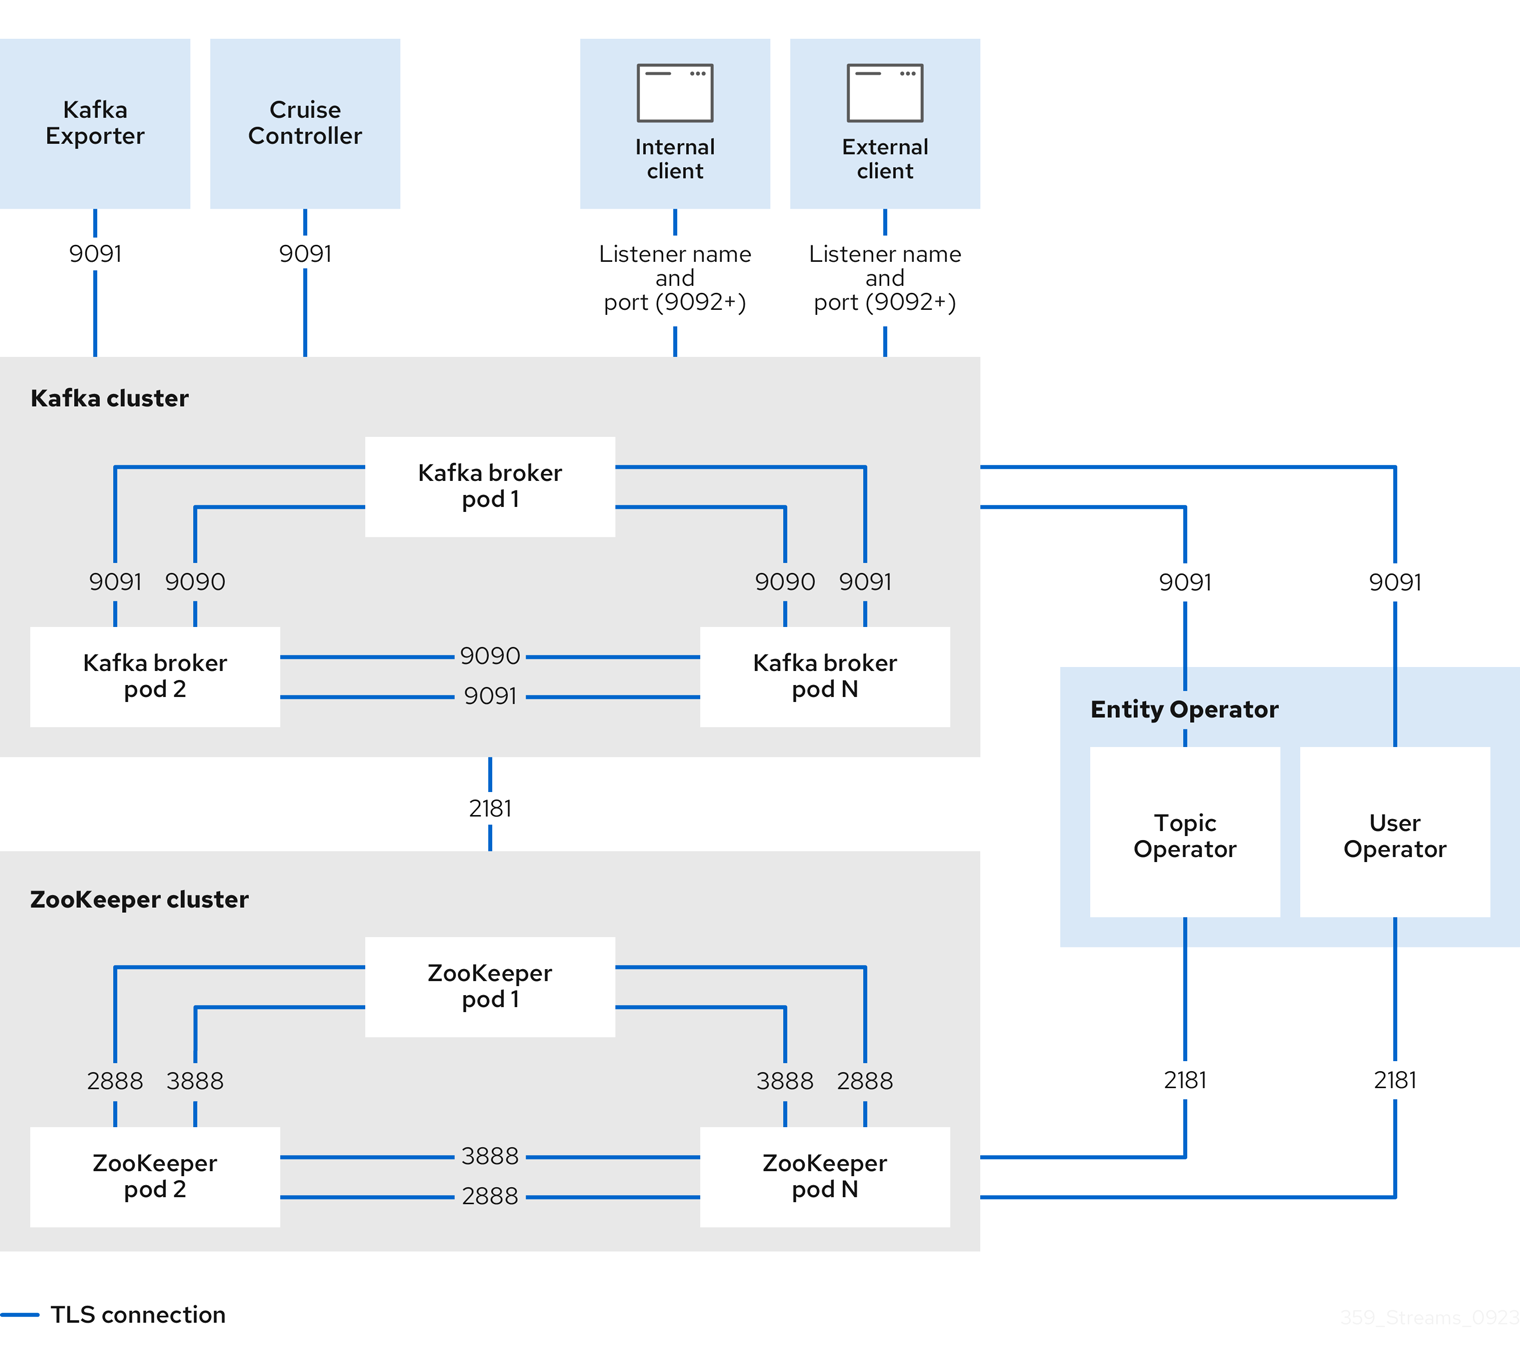 Kafka
Exporter
Cruise
Controller
Internal
client
External
client
9091
9091
Listener name
and
port (9092+)
Listener name
and
port (9092+)
Kafka cluster
Kafka broker
pod 1
9091
9090
9090
9091
9091
9091
Kafka broker
pod 2
9090
9091
Kafka broker
pod N
Entity Operator
Topic
Operator
User
Operator
2181
ZooKeeper cluster
ZooKeeper
pod 1
2888
3888
3888
2888
2181
2181
ZooKeeper
pod 2
3888
2888
ZooKeeper
pod N
TLS connection
359_Streams_0923